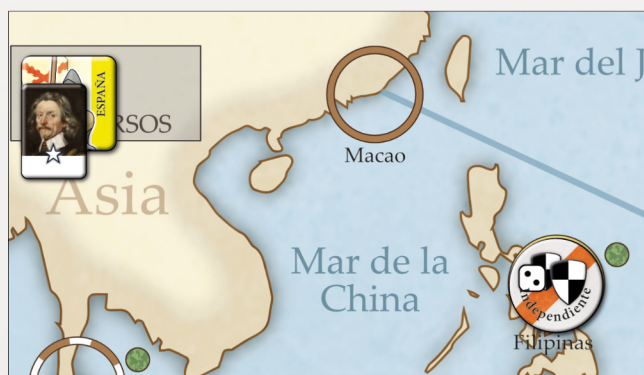 Mar del J
ESPAÑA
RSOS
Macao
Asia
Mar de la
China
Independiente
Filipinas